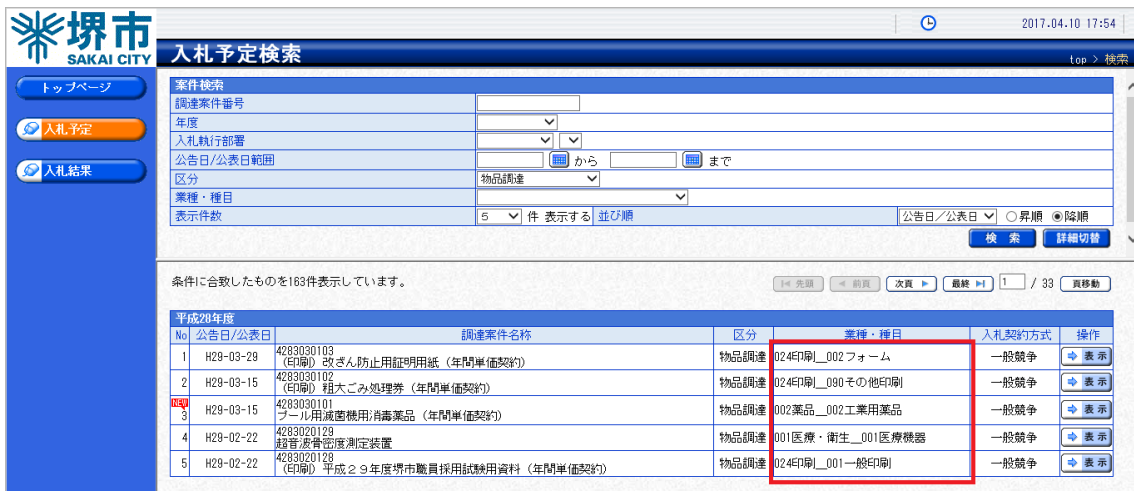 堺市
SAKAI CITY
2017.04.10 17:54
入札予定検索
top > 検索
トップページ
入札予定
入札結果
案件検索
調達案件番号
年度
入札執行部署
公告日/公表日範囲 から まで
区分 物品調達
業種・種目
表示件数 5 件 表示する 並び順 公告日/公表日 昇順 降順
検 索 詳細切替
条件に合致したものを163件表示しています。
先頭 前頁 次頁 最終 1 / 33 頁移動
平成28年度
No 公告日/公表日 調達案件名称 区分 業種・種目 入札契約方式 操作
1 H29-03-29 4283030103 物品調達 024印刷__002フォーム 一般競争 表示
(印刷)改ざん防止用証明用紙(年間単価契約)
2 H29-03-15 4283030102 物品調達 024印刷__090その他印刷 一般競争 表示
(印刷)粗大ごみ処理券(年間単価契約)
NEW
3 H29-03-15 4283030101 物品調達 002薬品__002工業用薬品 一般競争 表示
プール用滅菌機用消毒薬品(年間単価契約)
4 H29-02-22 4283020129 物品調達 001医療・衛生__001医療機器 一般競争 表示
超音波骨密度測定装置
5 H29-02-22 4283020128 物品調達 024印刷__001一般印刷 一般競争 表示
(印刷)平成29年度堺市職員採用試験用資料(年間単価契約)